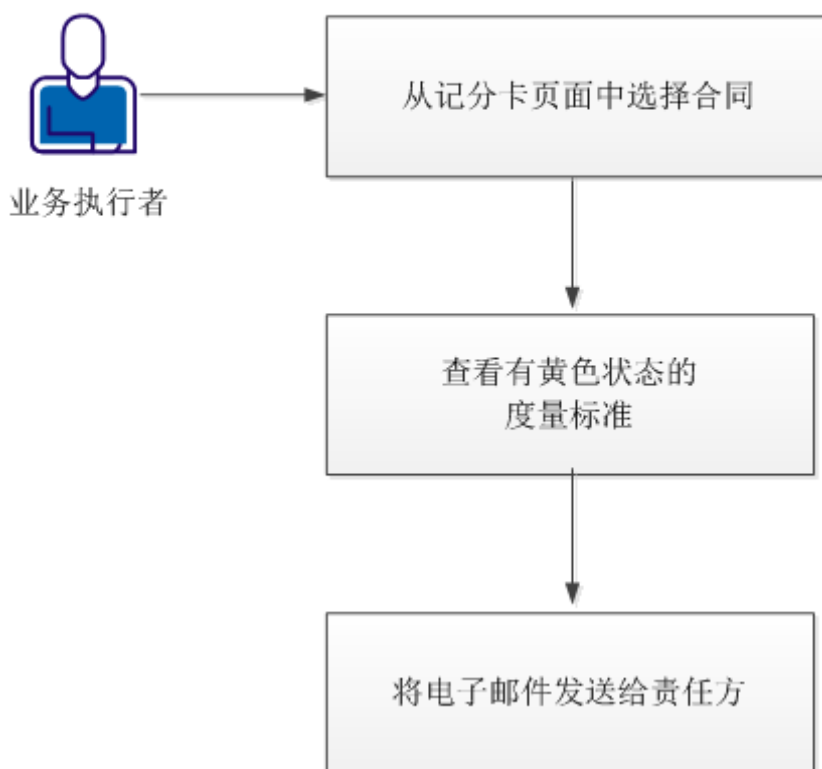 从记分卡页面中选择合同
业务执行者
查看有黄色状态的
度量标准
将电子邮件发送给责任方